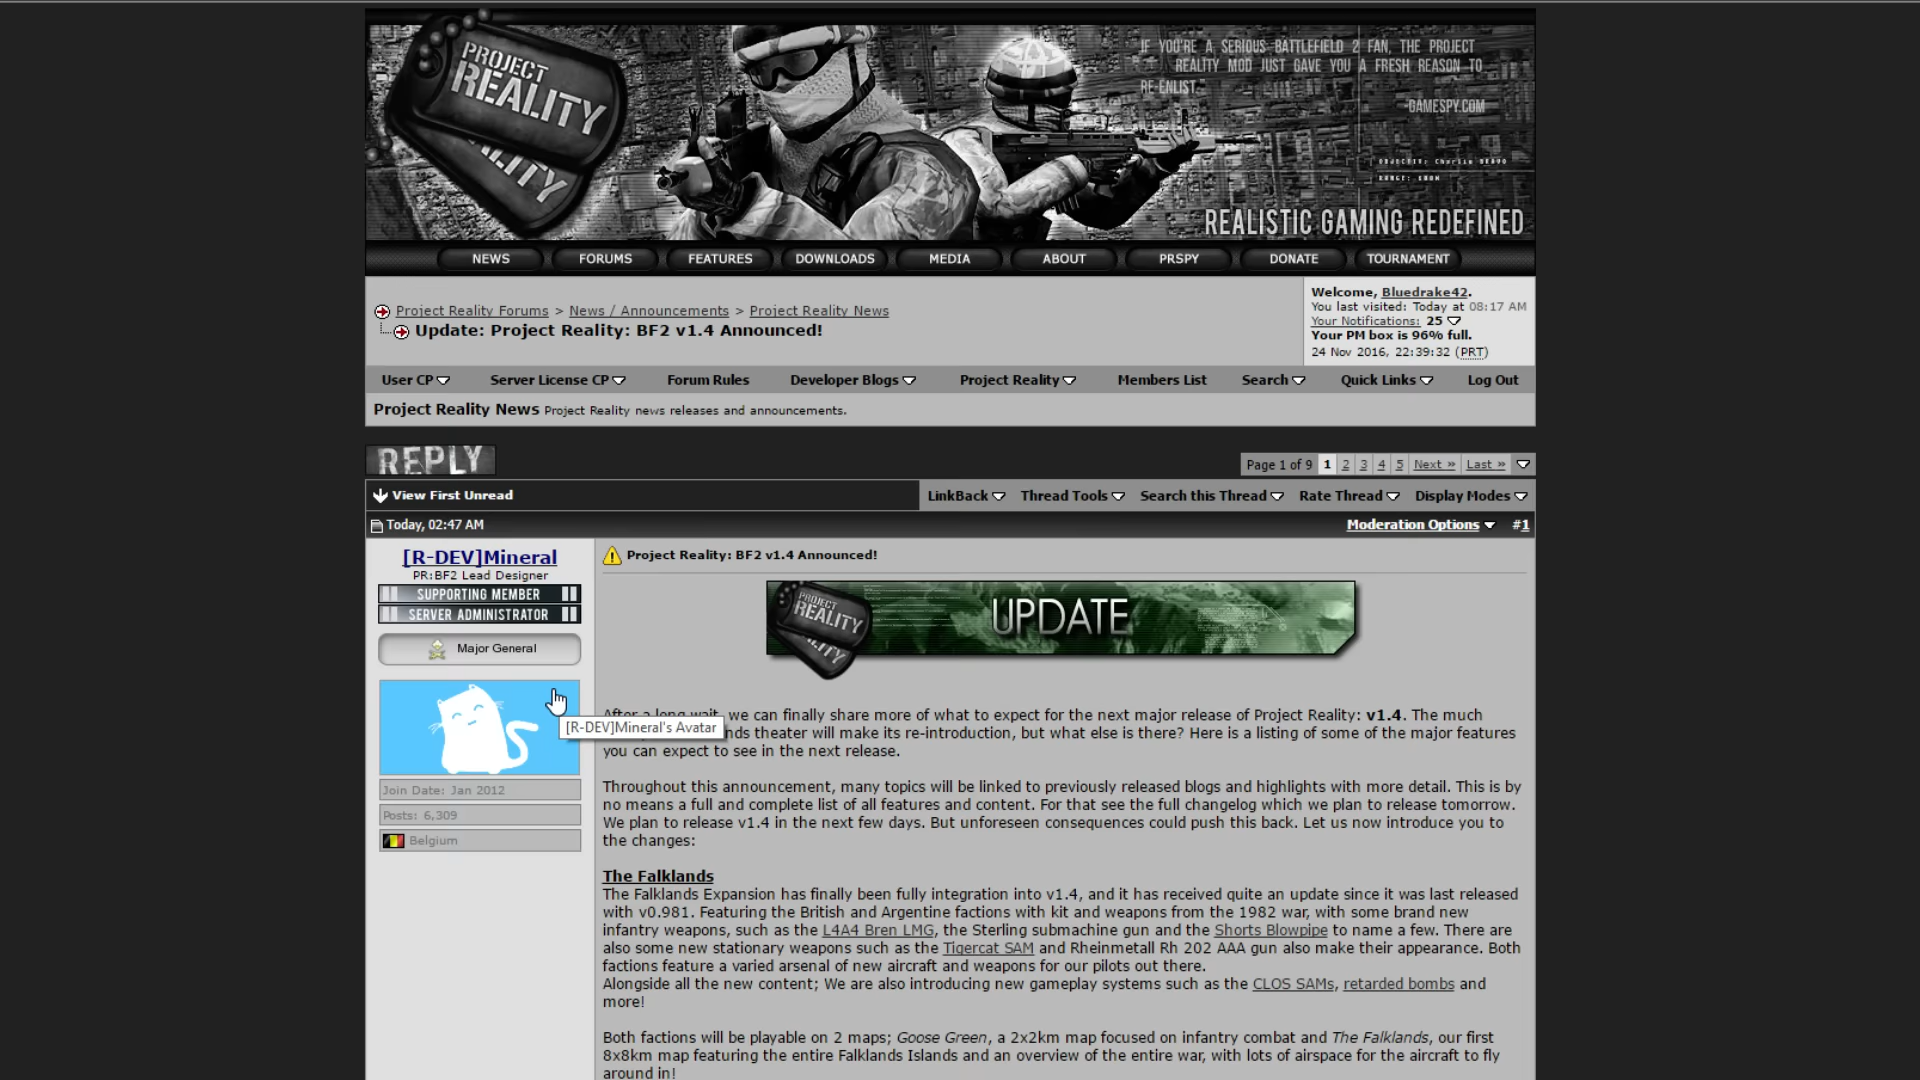 PROJECT
REALITY
ALITY
IF YOU'RE A SERIOUS BATTLEFIELD 2 FAN, THE PROJECT
REALITY MOD JUST GAVE YOU A FRESH REASON TO
RE-ENLIST.
-GAMESPY.COM
OBJECTIV: Charlie BRAVO
REALISTIC GAMING REDEFINED
NEWS FORUMS FEATURES DOWNLOADS MEDIA ABOUT PRSPY DONATE TOURNAMENT
Project Reality Forums > News / Announcements > Project Reality News
Update: Project Reality: BF2 v1.4 Announced!
Welcome, Bluedrake42.
You last visited: Today at 08:17 AM
Your Notifications: 25
Your PM box is 96% full.
24 Nov 2016, 22:39:32 (PRT)
User CP Server License CP Forum Rules Developer Blogs Project Reality Members List Search Quick Links Log Out
Project Reality News Project Reality news releases and announcements.
REPLY
Page 1 of 9 1 2 3 4 5 Next » Last »
View First Unread
LinkBack Thread Tools Search this Thread Rate Thread Display Modes
Today, 02:47 AM
Moderation Options #1
[R-DEV]Mineral
PR:BF2 Lead Designer
SUPPORTING MEMBER
SERVER ADMINISTRATOR
Major General
[R-DEV]Mineral's Avatar
Join Date: Jan 2012
Posts: 6,309
Belgium
Project Reality: BF2 v1.4 Announced!
PROJECT
REALITY
ALITY
UPDATE
After a long wait, we can finally share more of what to expect for the next major release of Project Reality: v1.4. The much
nds theater will make its re-introduction, but what else is there? Here is a listing of some of the major features
you can expect to see in the next release.
Throughout this announcement, many topics will be linked to previously released blogs and highlights with more detail. This is by
no means a full and complete list of all features and content. For that see the full changelog which we plan to release tomorrow.
We plan to release v1.4 in the next few days. But unforeseen consequences could push this back. Let us now introduce you to
the changes:
The Falklands
The Falklands Expansion has finally been fully integration into v1.4, and it has received quite an update since it was last released
with v0.981. Featuring the British and Argentine factions with kit and weapons from the 1982 war, with some brand new
infantry weapons, such as the L4A4 Bren LMG, the Sterling submachine gun and the Shorts Blowpipe to name a few. There are
also some new stationary weapons such as the Tigercat SAM and Rheinmetall Rh 202 AAA gun also make their appearance. Both
factions feature a varied arsenal of new aircraft and weapons for our pilots out there.
Alongside all the new content; We are also introducing new gameplay systems such as the CLOS SAMs, retarded bombs and
more!
Both factions will be playable on 2 maps; Goose Green, a 2x2km map focused on infantry combat and The Falklands, our first
8x8km map featuring the entire Falklands Islands and an overview of the entire war, with lots of airspace for the aircraft to fly
around in!